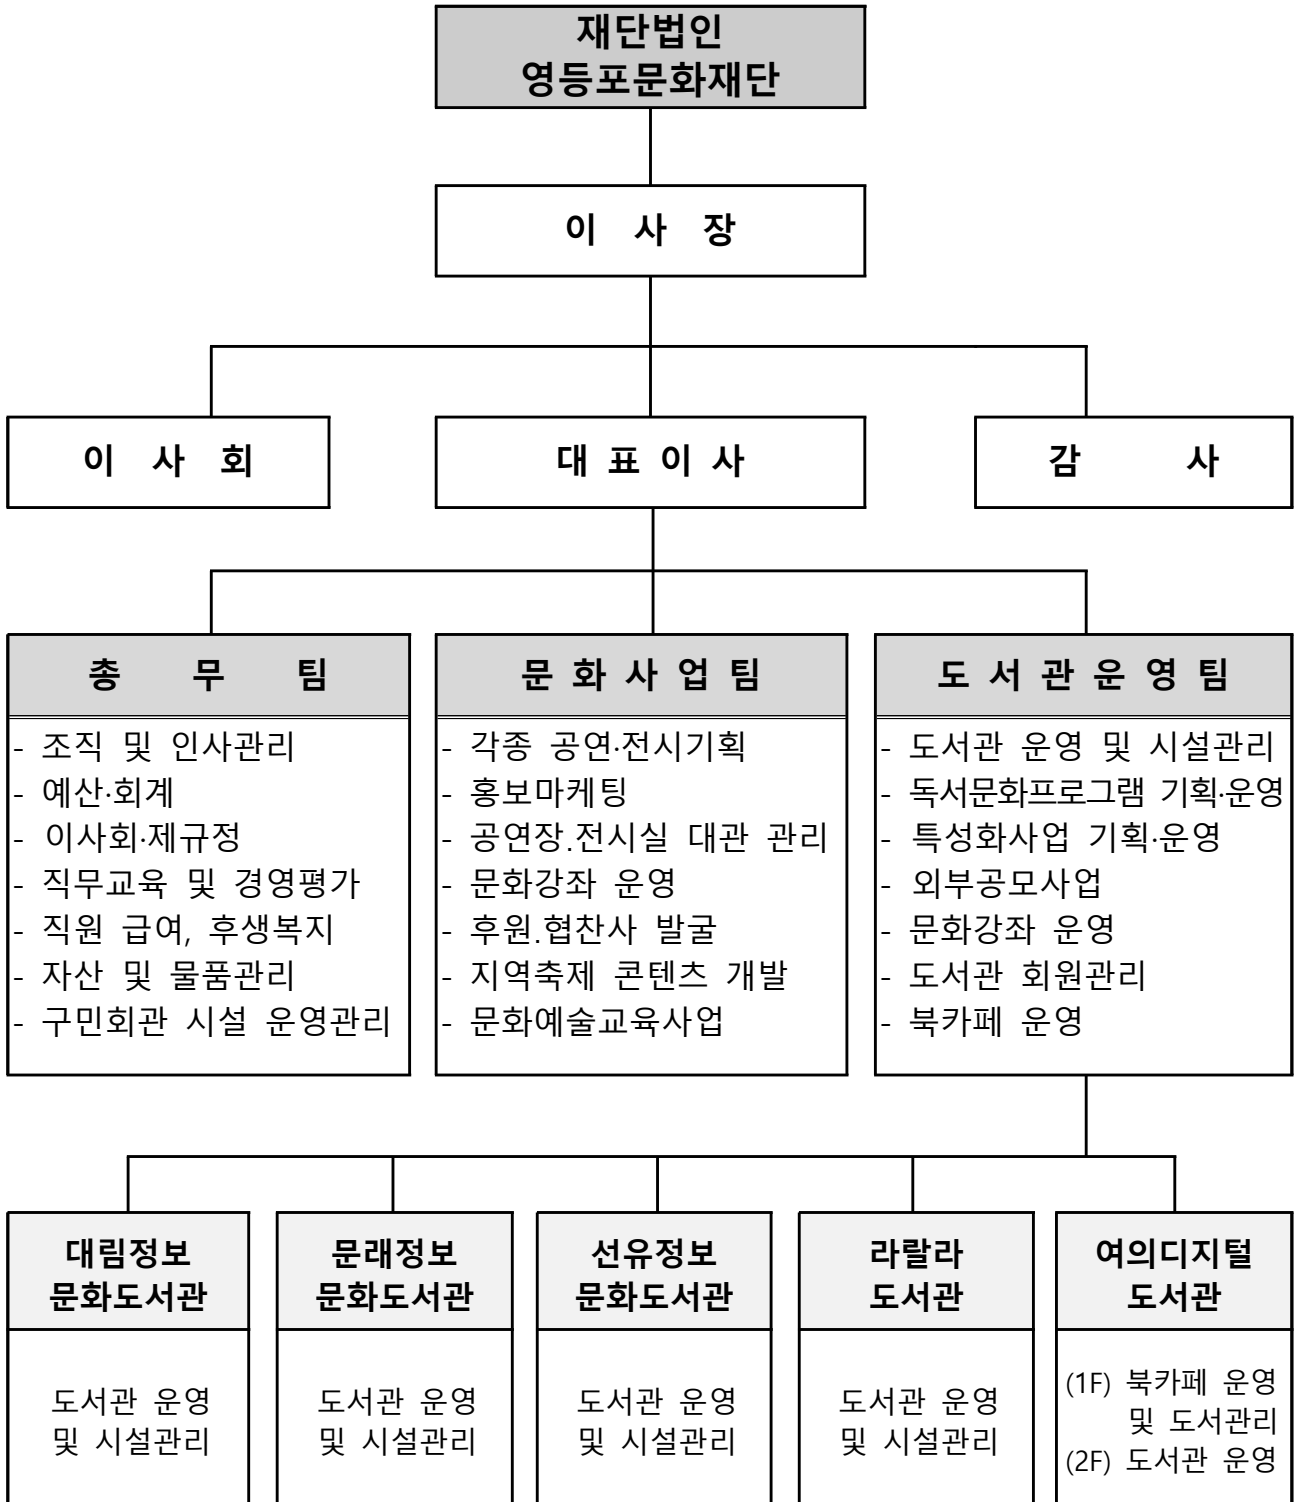 재단법인
영등포문화재단
이 사 장
이 사 회
대표이사
감 사
총 무 팀
- 조직 및 인사관리
- 예산·회계
- 이사회·제규정
- 직무교육 및 경영평가
- 직원 급여, 후생복지
- 자산 및 물품관리
- 구민회관 시설 운영관리
문화사업팀
- 각종 공연·전시기획
- 홍보마케팅
- 공연장.전시실 대관 관리
- 문화강좌 운영
- 후원.협찬사 발굴
- 지역축제 콘텐츠 개발
- 문화예술교육사업
도서관운영팀
- 도서관 운영 및 시설관리
- 독서문화프로그램 기획·운영
- 특성화사업 기획·운영
- 외부공모사업
- 문화강좌 운영
- 도서관 회원관리
- 북카페 운영
대림정보
문화도서관
도서관 운영
및 시설관리
문래정보
문화도서관
도서관 운영
및 시설관리
선유정보
문화도서관
도서관 운영
및 시설관리
라랄라
도서관
도서관 운영
및 시설관리
여의디지털
도서관
(1F) 북카페 운영
및 도서관리
(2F) 도서관 운영